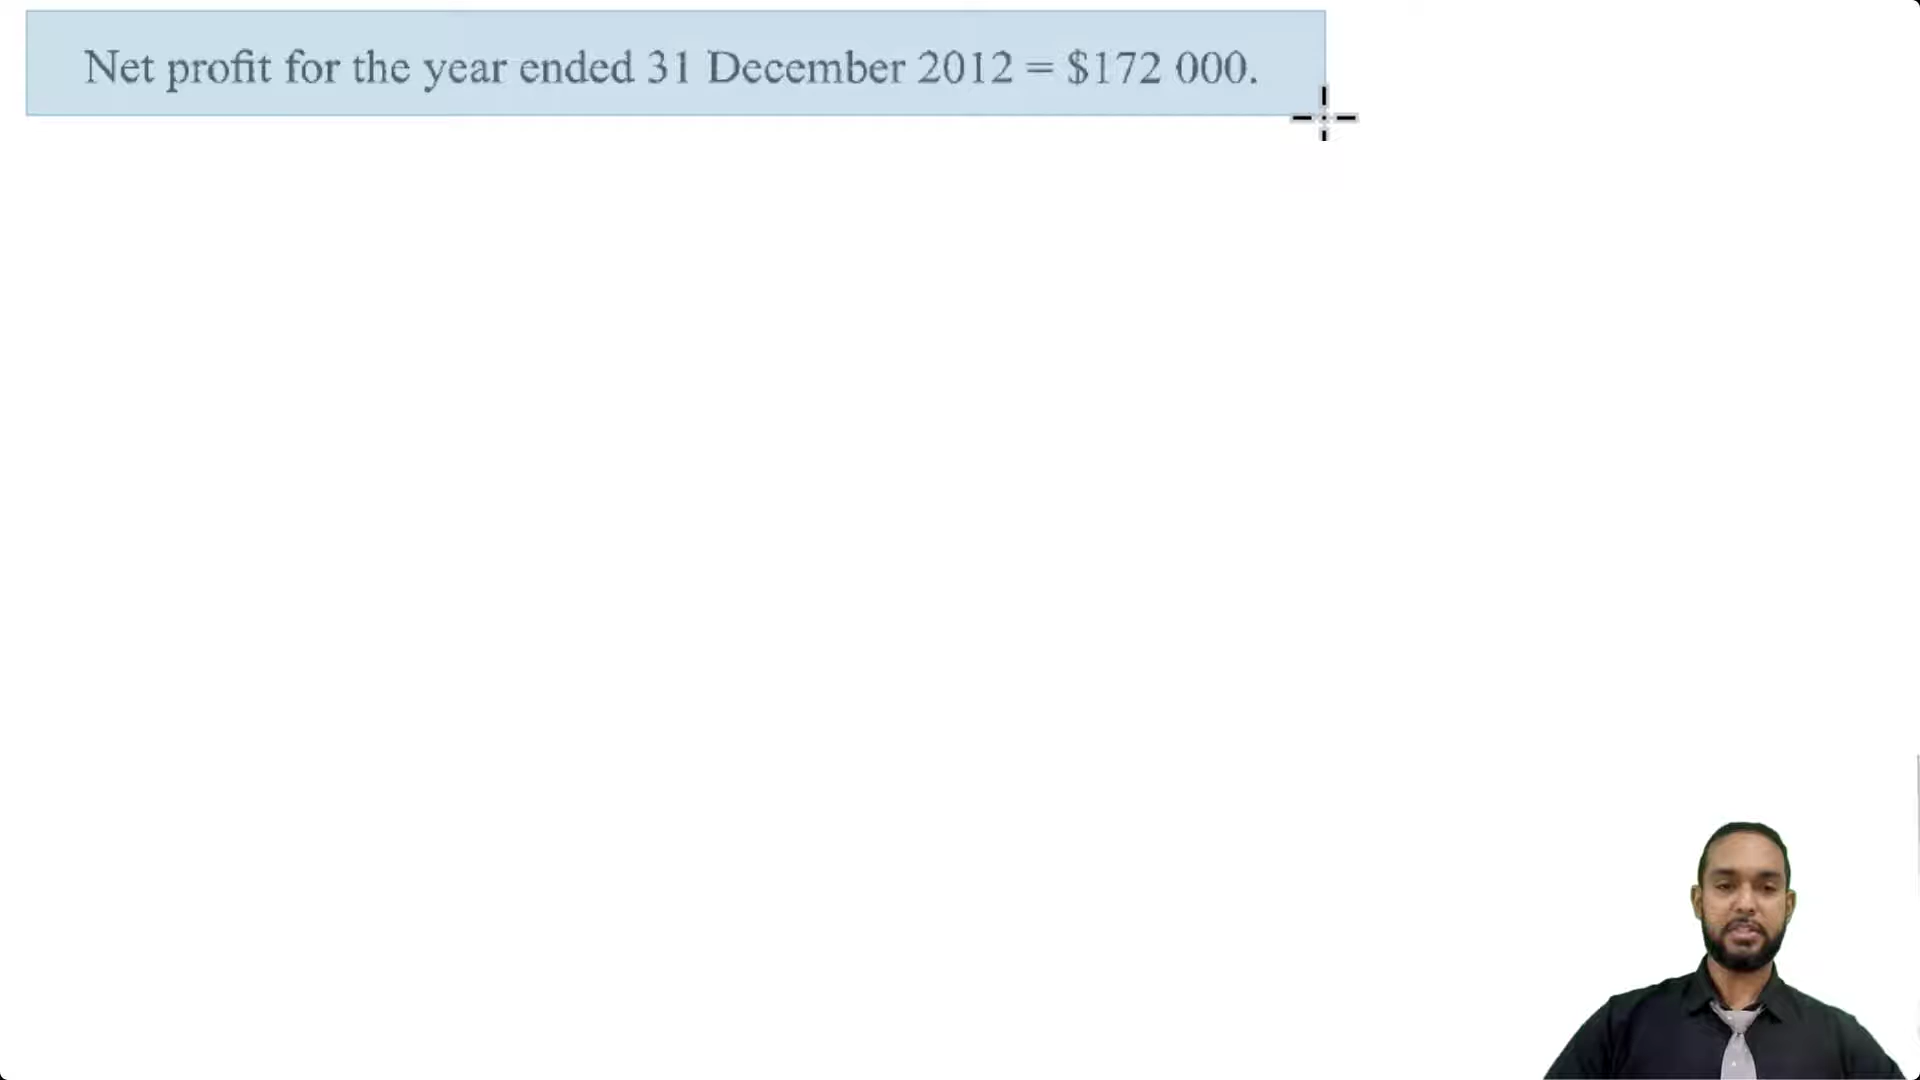 Net profit for the year ended 31 December 2012 = $172 000.